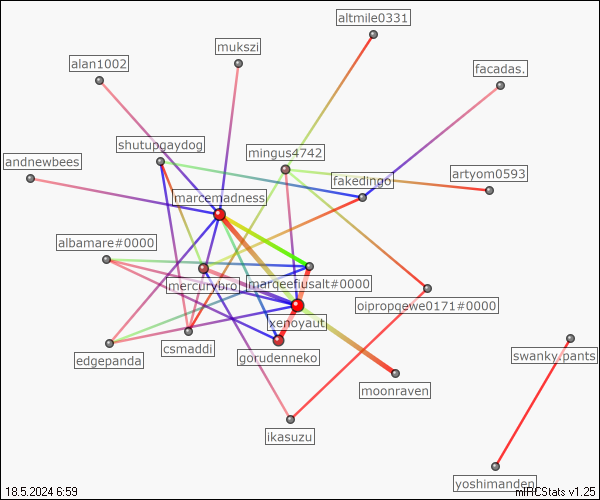 altmile0331
mukszi
alan1002
facadas.
shutupgaydog
mingus4742
andnewbees
fakedingo
artyom0593
marcemadness
albamare#0000
mercurybro
marqeefiusalt#0000
oipropqewe0171#0000
xenoyaut
swanky.pants
csmaddi
edgepanda
gorudenneko
moonraven
ikasuzu
yoshimanden
18.5.2024 6:59
mIRCStats v1.25